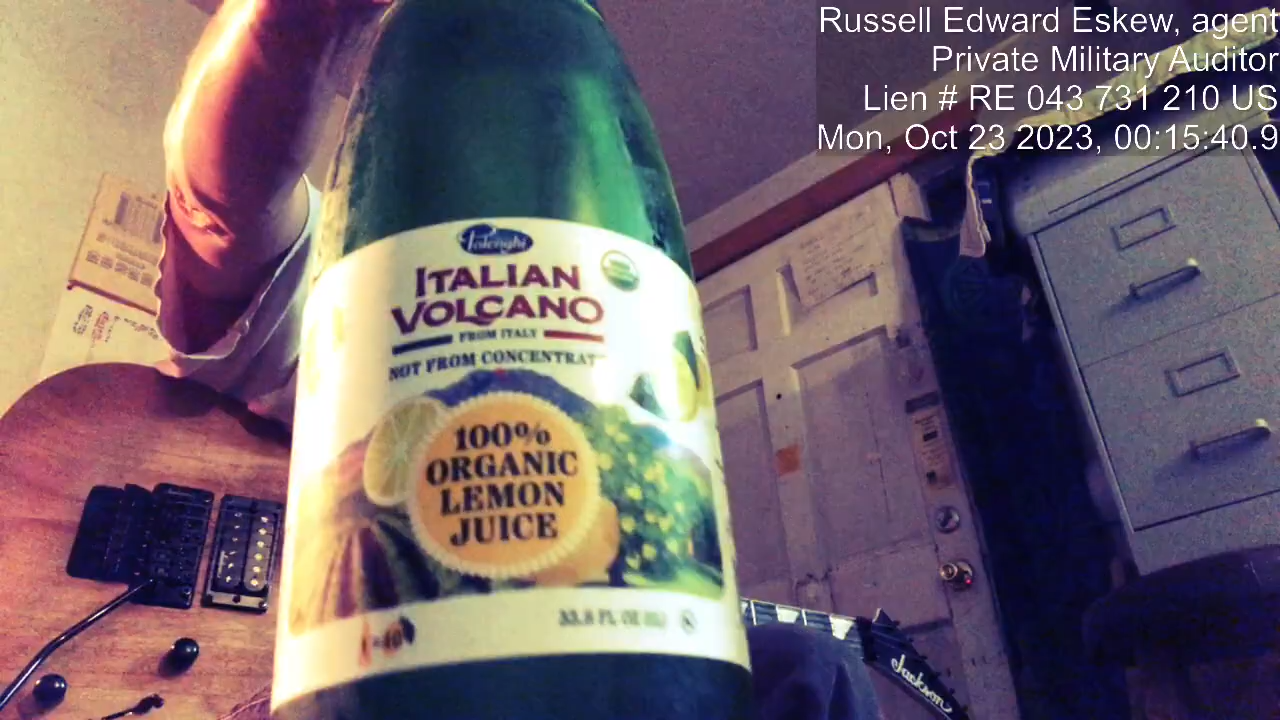 Russell Edward Eskew, agent
Private Military Auditor
Lien # RE 043 731 210 US
Mon, Oct 23 2023, 00:15:40.9
Polenghi
ITALIAN
VOLCANO
FROM ITALY
NOT FROM CONCENTRAT
100%
ORGANIC
LEMON
JUICE
33.8 FL OZ (1L)
Jackson